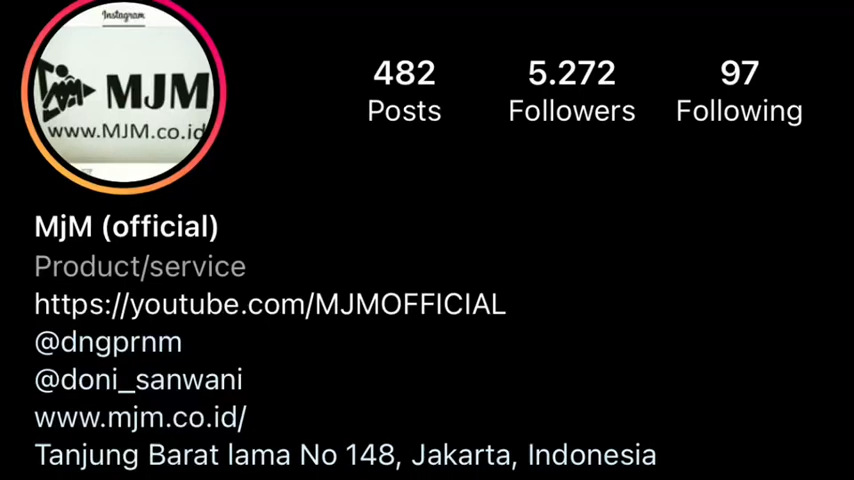 Instagram
MJM
www.MJM.co.id
482 5.272 97
Posts Followers Following
MjM (official)
Product/service
https://youtube.com/MJMOFFICIAL
@dngprnm
@doni_sanwani
www.mjm.co.id/
Tanjung Barat lama No 148, Jakarta, Indonesia